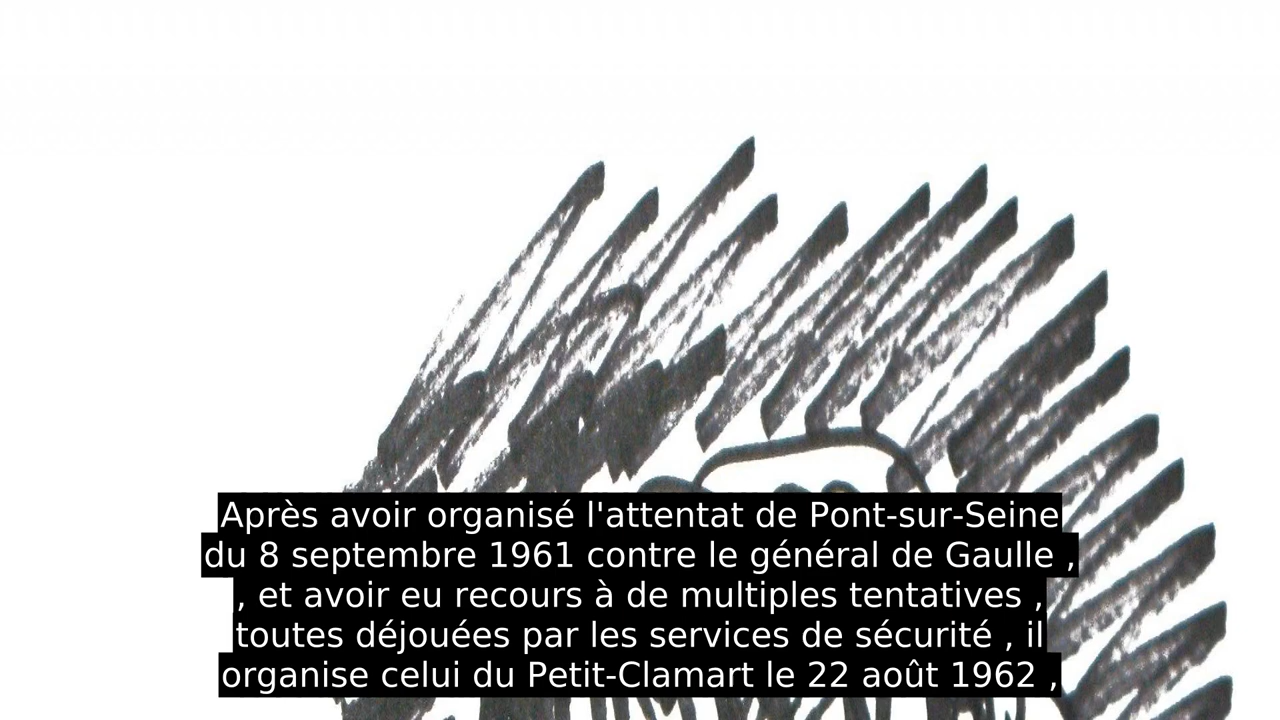 Après avoir organisé l'attentat de Pont-sur-Seine
du 8 septembre 1961 contre le général de Gaulle ,
, et avoir eu recours à de multiples tentatives ,
toutes déjouées par les services de sécurité , il
organise celui du Petit-Clamart le 22 août 1962 ,